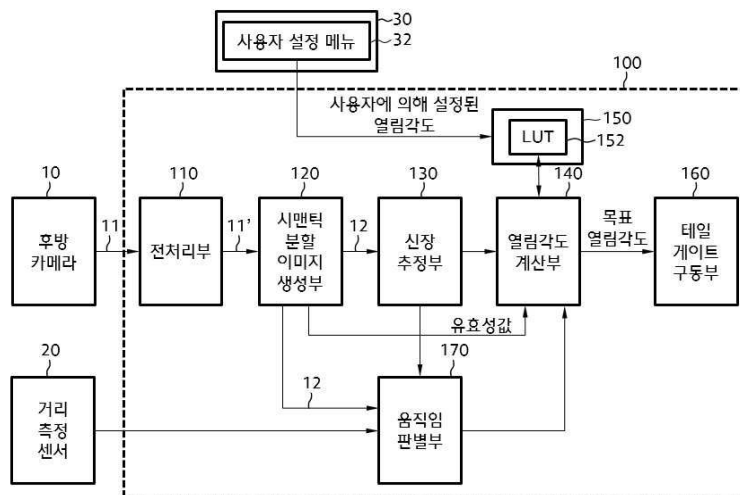 30
사용자 설정 메뉴
32
100
사용자에 의해 설정된
열림각도
150
LUT
152
10
110
120
130
140
160
후방
카메라
11
전처리부
11'
시맨틱
분할
이미지
생성부
12
신장
추정부
열림각도
계산부
목표
열림각도
테일
게이트
구동부
유효성값
20
170
거리
측정
센서
12
움직임
판별부